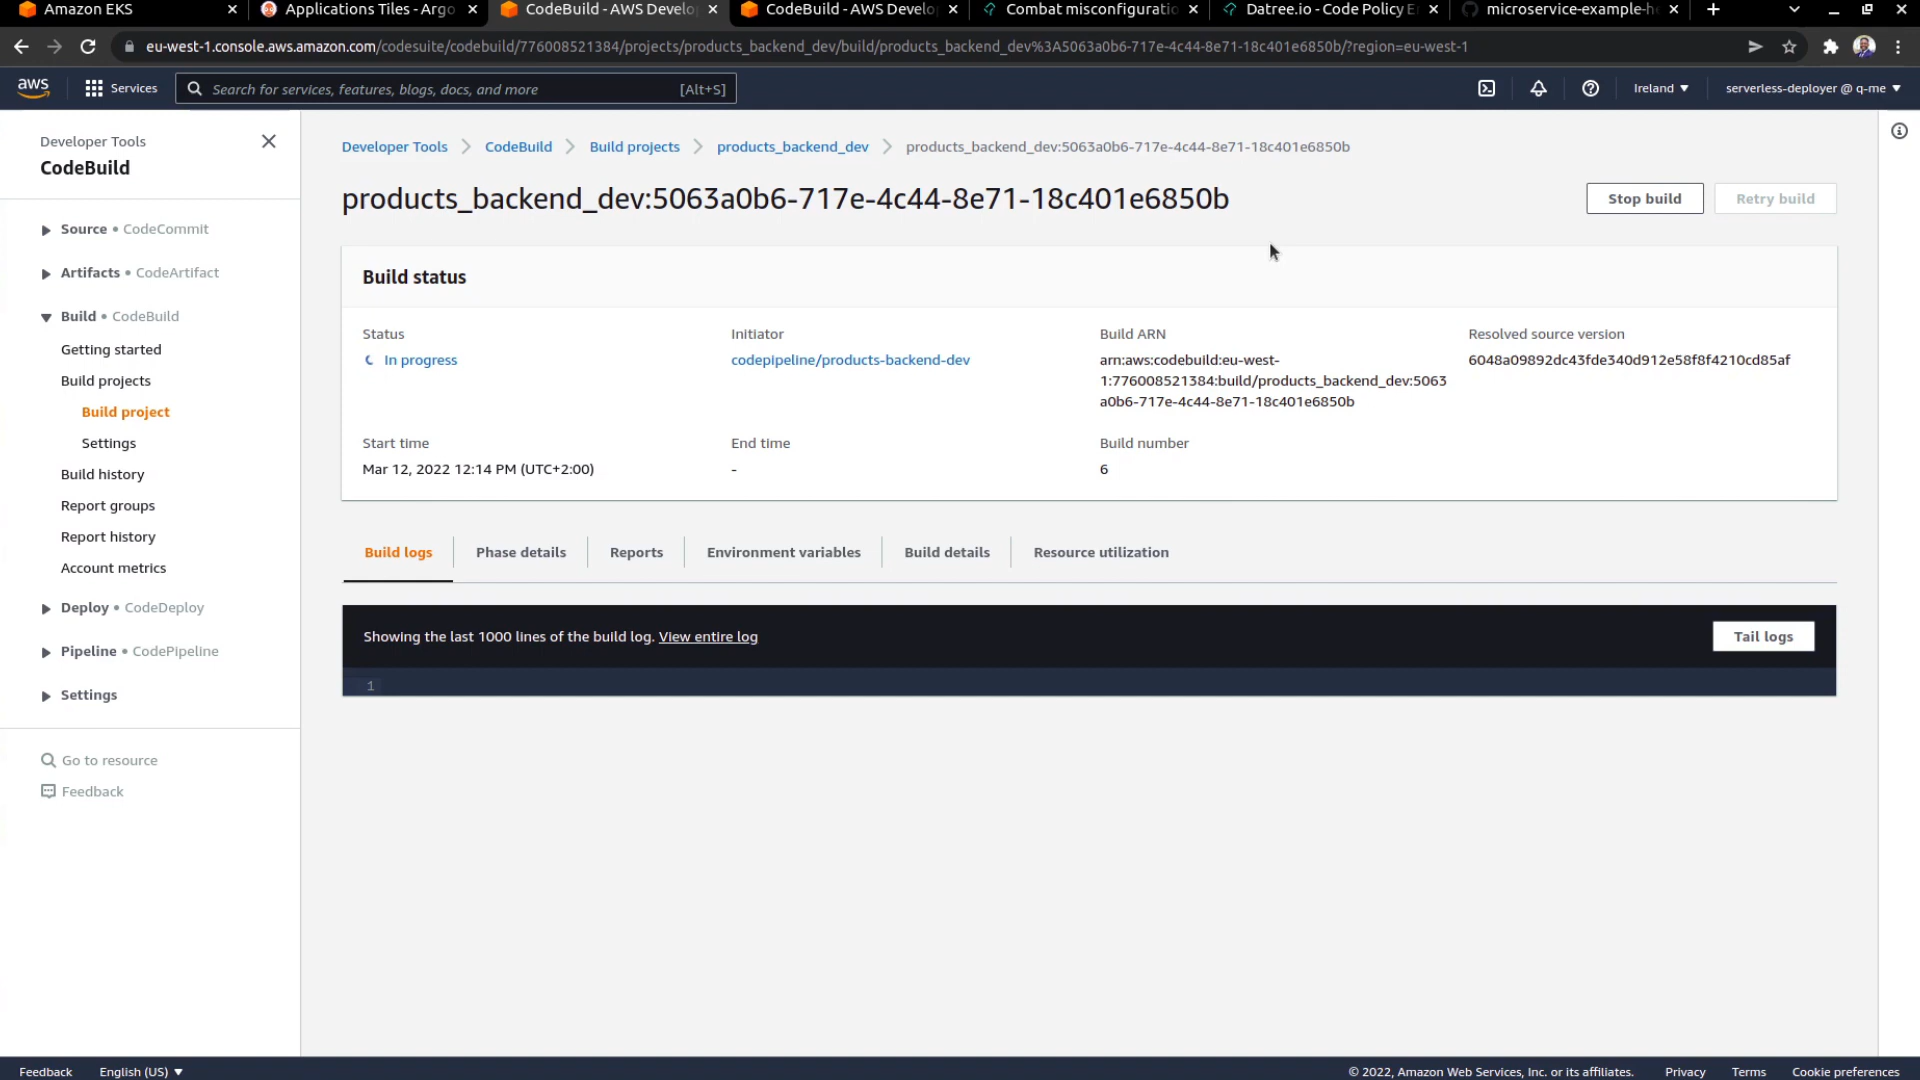 Amazon EKS
Applications Tiles - Argo
CodeBuild - AWS Develo
CodeBuild - AWS Develo
Combat misconfiguratio
Datree.io - Code Policy E
microservice-example-h
eu-west-1.console.aws.amazon.com/codesuite/codebuild/776008521384/projects/products_backend_dev/build/products_backend_dev%3A5063a0b6-717e-4c44-8e71-18c401e6850b/?region=eu-west-1
aws
Services
Search for services, features, blogs, docs, and more
[Alt+S]
Ireland
serverless-deployer @ q-me
Developer Tools
CodeBuild
Source • CodeCommit
Artifacts • CodeArtifact
Build • CodeBuild
Getting started
Build projects
Build project
Settings
Build history
Report groups
Report history
Account metrics
Deploy • CodeDeploy
Pipeline • CodePipeline
Settings
Go to resource
Feedback
Developer Tools
CodeBuild
Build projects
products_backend_dev
products_backend_dev:5063a0b6-717e-4c44-8e71-18c401e6850b
products_backend_dev:5063a0b6-717e-4c44-8e71-18c401e6850b
Stop build
Retry build
Build status
Status
In progress
Initiator
codepipeline/products-backend-dev
Build ARN
arn:aws:codebuild:eu-west-
1:776008521384:build/products_backend_dev:5063
a0b6-717e-4c44-8e71-18c401e6850b
Resolved source version
6048a09892dc43fde340d912e58f8f4210cd85af
Start time
Mar 12, 2022 12:14 PM (UTC+2:00)
End time
-
Build number
6
Build logs
Phase details
Reports
Environment variables
Build details
Resource utilization
Showing the last 1000 lines of the build log. View entire log
Tail logs
1
Feedback
English (US)
© 2022, Amazon Web Services, Inc. or its affiliates.
Privacy
Terms
Cookie preferences